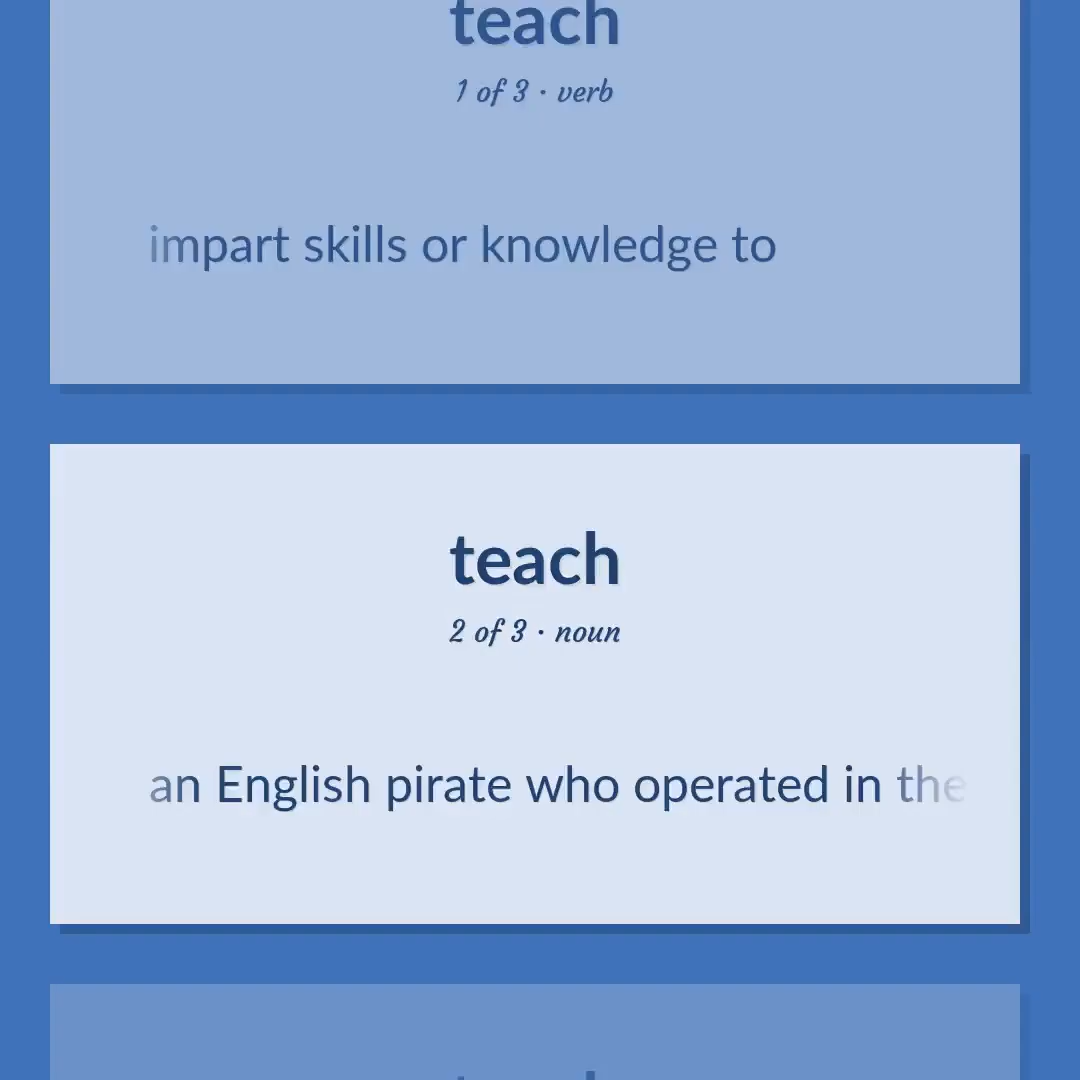 teach
1 of 3 · verb
impart skills or knowledge to
teach
2 of 3 · noun
an English pirate who operated in the